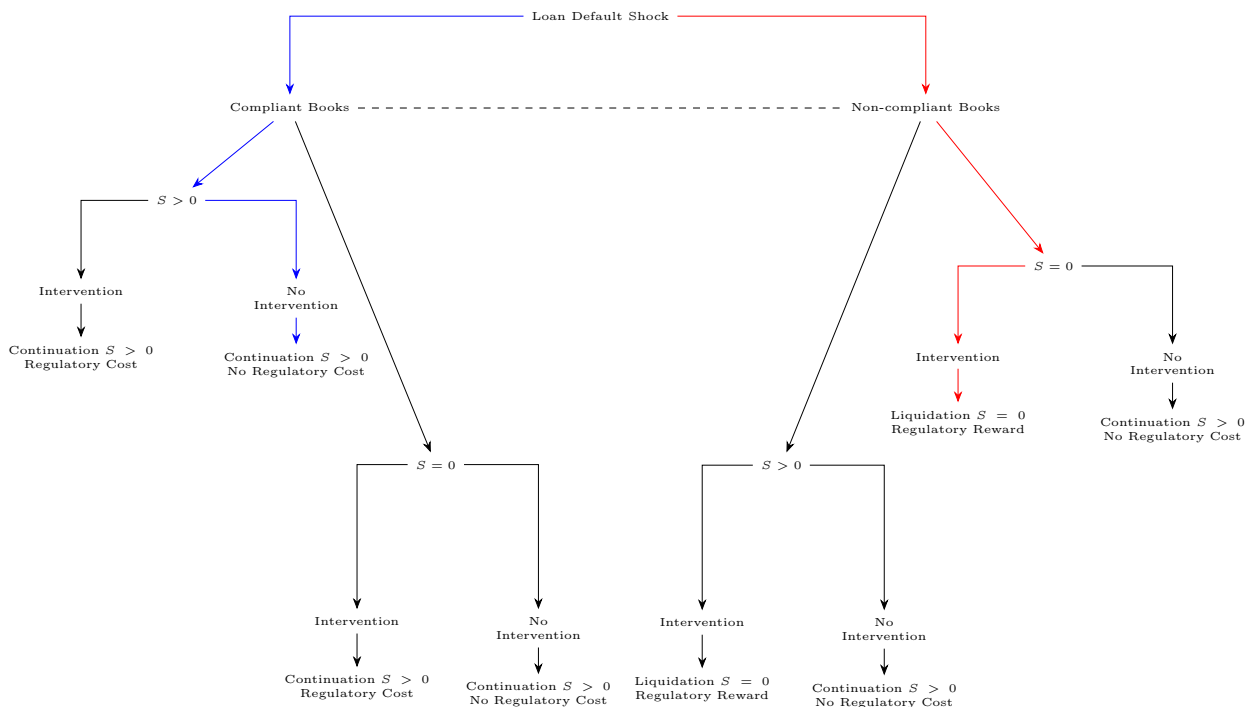 Loan Default Shock
Compliant Books
Non-compliant Books
S > 0
S = 0
Intervention
No
Intervention
Intervention
No
Intervention
Continuation S > 0
Regulatory Cost
Continuation S > 0
No Regulatory Cost
Liquidation S = 0
Regulatory Reward
Continuation S > 0
No Regulatory Cost
S = 0
S > 0
Intervention
No
Intervention
Intervention
No
Intervention
Continuation S > 0
Regulatory Cost
Continuation S > 0
No Regulatory Cost
Liquidation S = 0
Regulatory Reward
Continuation S > 0
No Regulatory Cost